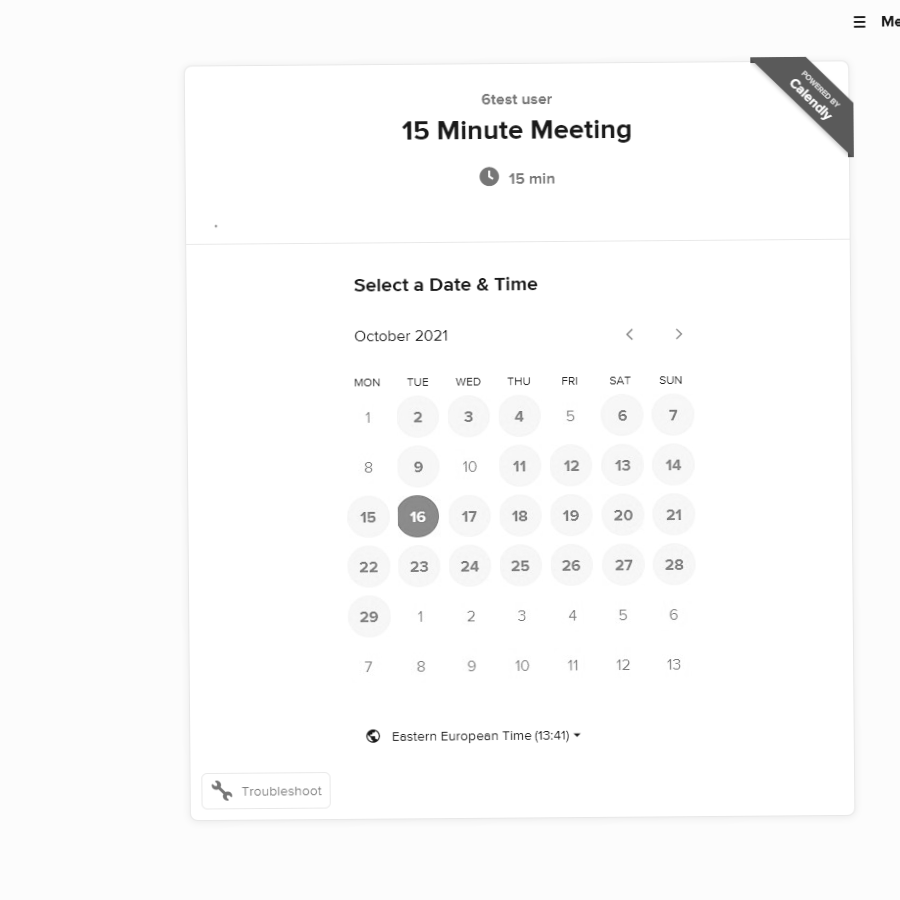 Me
POWERED BY
Calendly
6test user
15 Minute Meeting
15 min
.
Select a Date & Time
October 2021
MON TUE WED THU FRI SAT SUN
1 2 3 4 5 6 7
8 9 10 11 12 13 14
15 16 17 18 19 20 21
22 23 24 25 26 27 28
29 1 2 3 4 5 6
7 8 9 10 11 12 13
Eastern European Time (13:41)
Troubleshoot